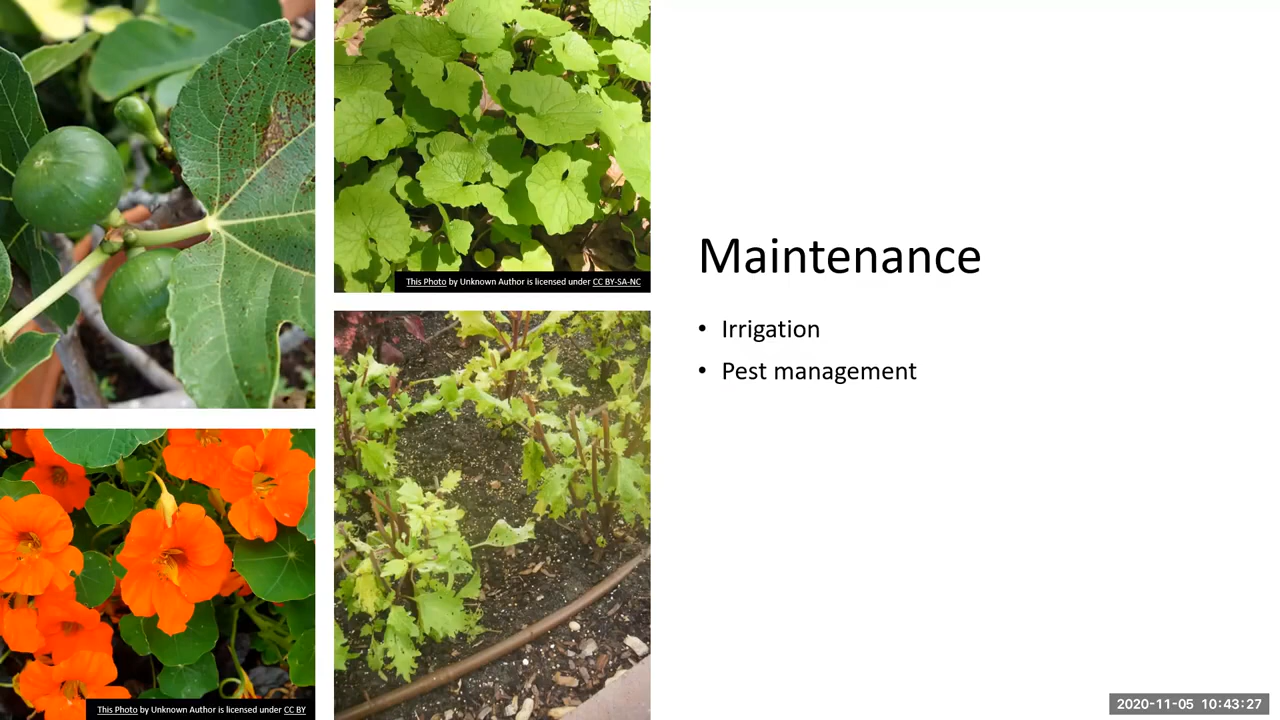 This Photo by Unknown Author is licensed under CC BY-SA-NC
Maintenance
• Irrigation
• Pest management
This Photo by Unknown Author is licensed under CC BY
2020-11-05 10:43:27